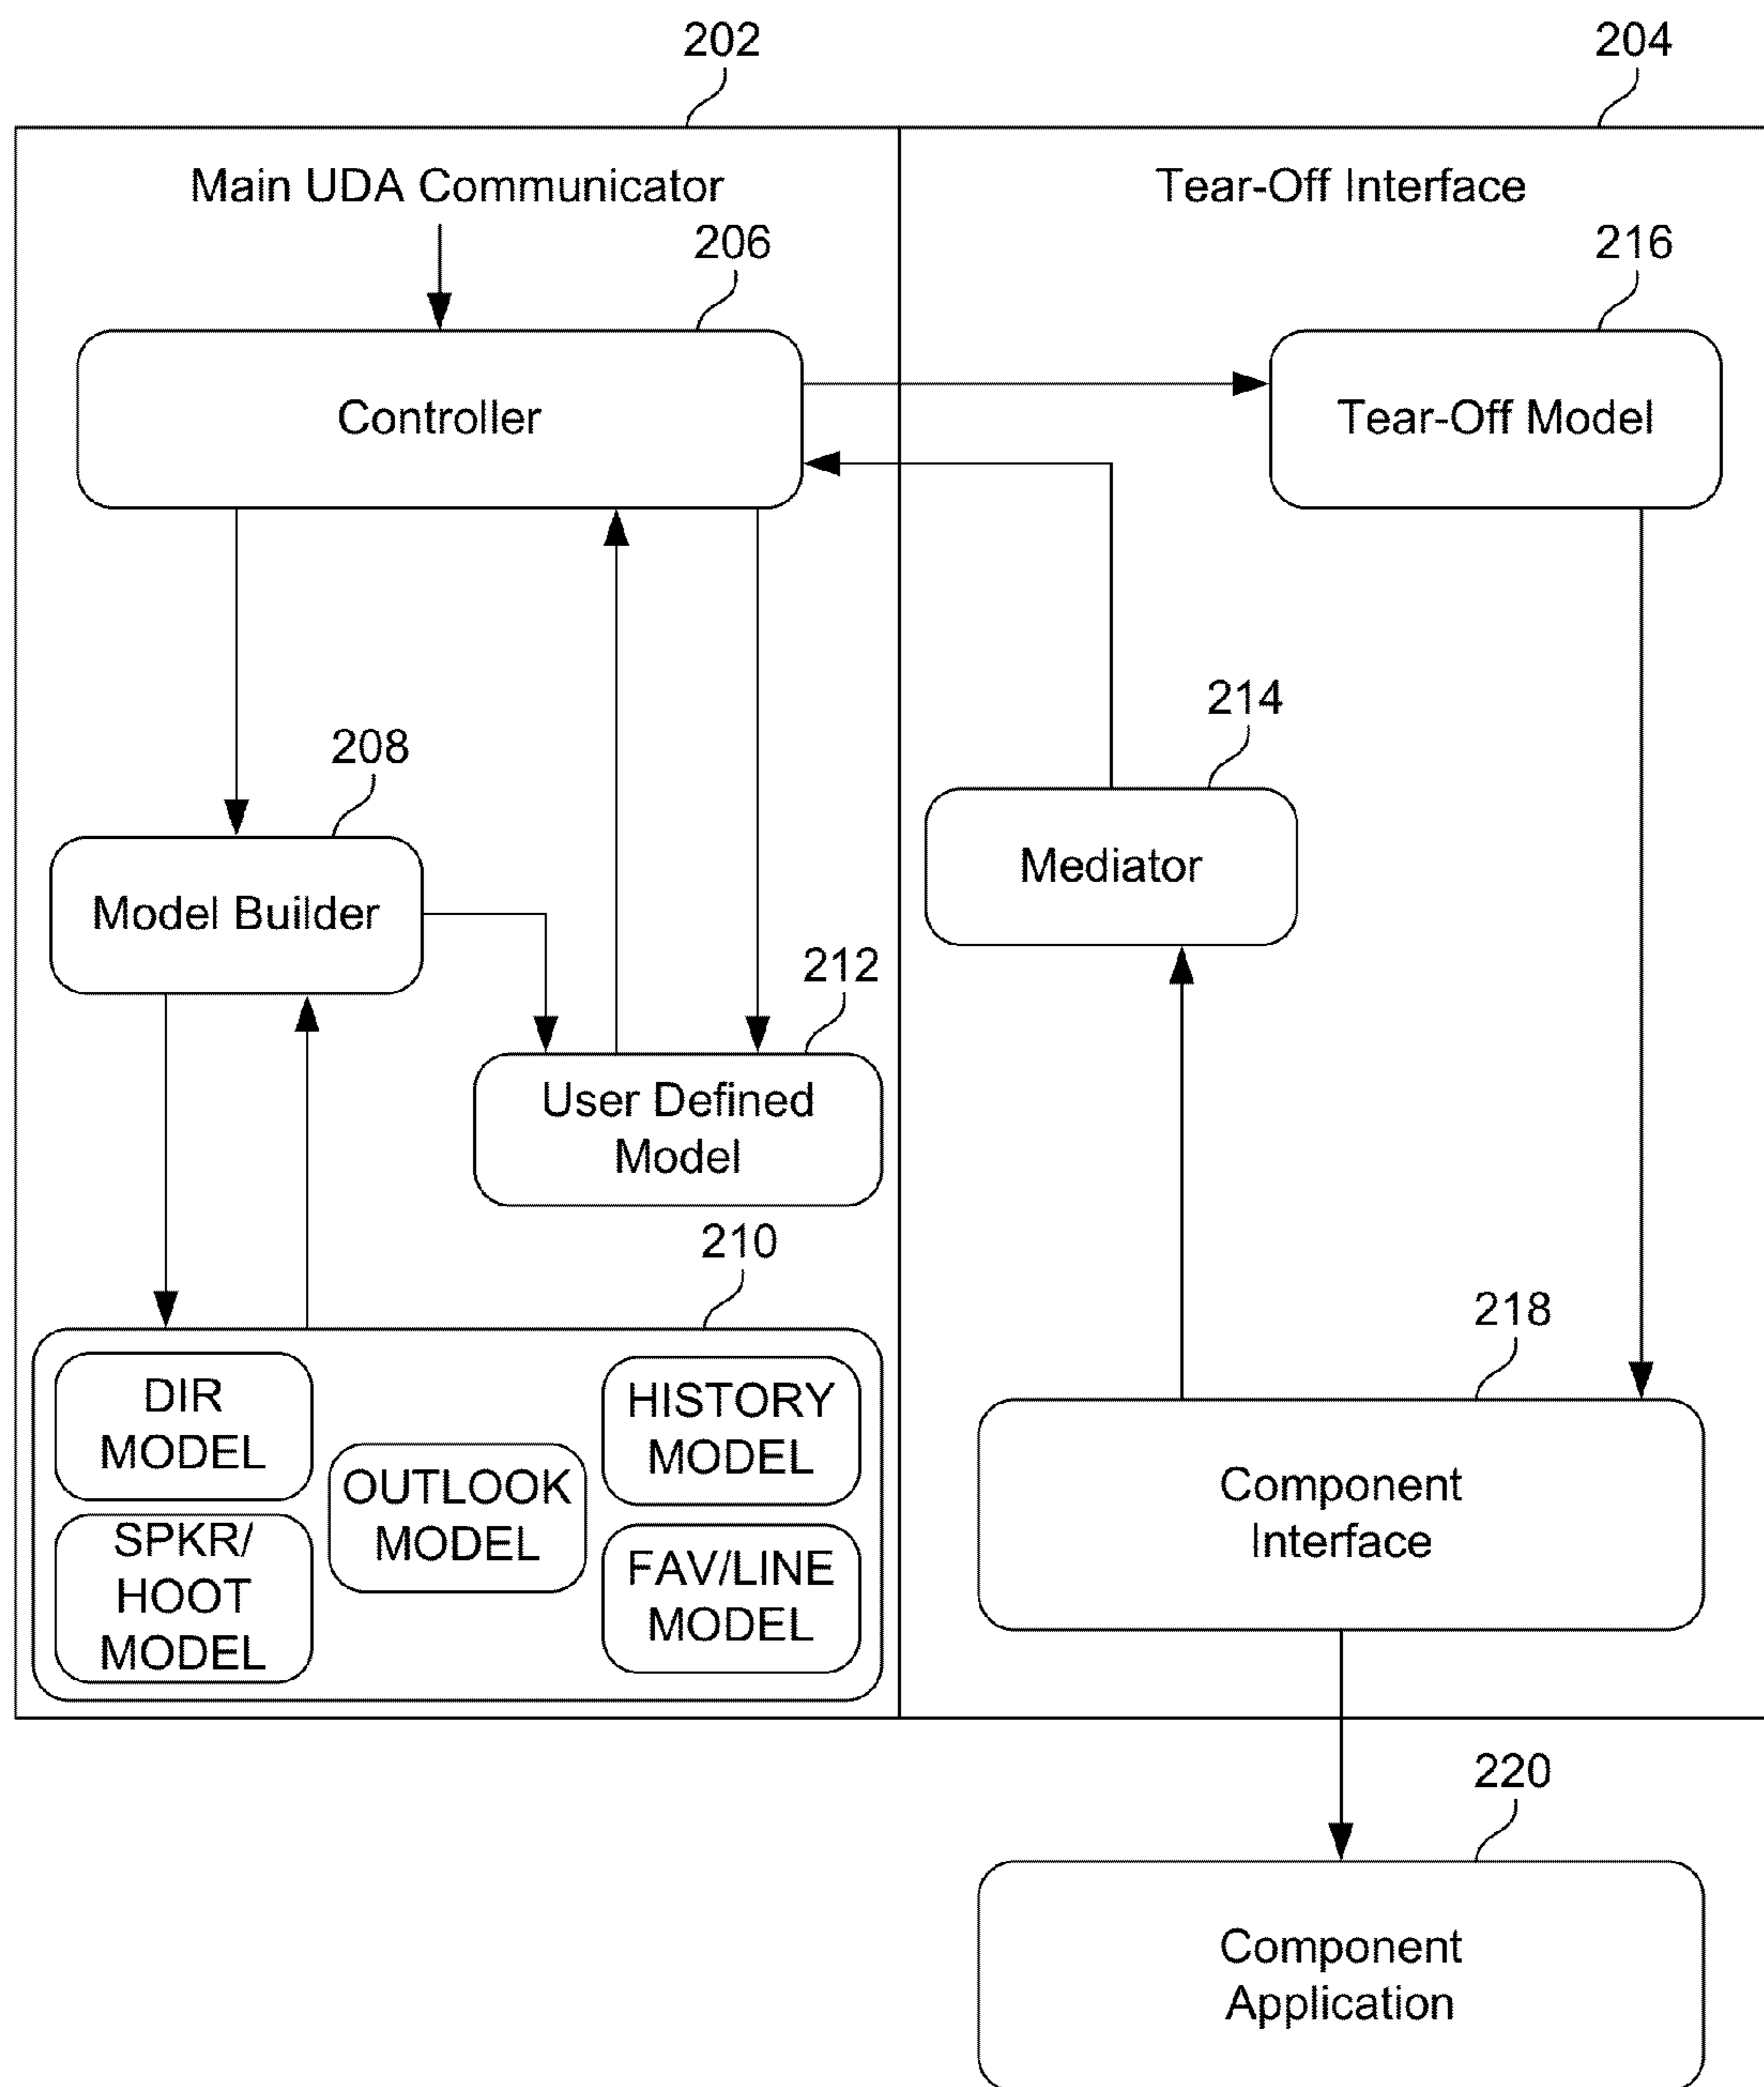 202
204
Main UDA Communicator
Tear-Off Interface
206
216
Controller
Tear-Off Model
214
208
Mediator
Model Builder
212
User Defined
Model
210
218
DIR
MODEL
HISTORY
MODEL
OUTLOOK
MODEL
SPKR/
HOOT
MODEL
FAV/LINE
MODEL
Component
Interface
220
Component
Application